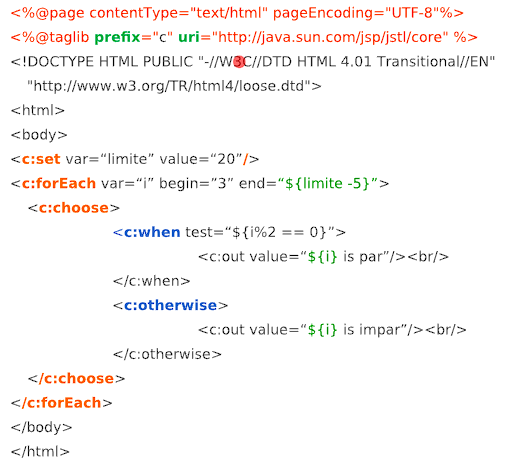 <%@page contentType="text/html" pageEncoding="UTF-8"%>
<%@taglib prefix="c" uri="http://java.sun.com/jsp/jstl/core" %>
<!DOCTYPE HTML PUBLIC "-//W3C//DTD HTML 4.01 Transitional//EN"
"http://www.w3.org/TR/html4/loose.dtd">
<html>
<body>
<c:set var=“limite” value=“20”/>
<c:forEach var=“i” begin=“3” end=“${limite -5}”>
<c:choose>
<c:when test=“${i%2 == 0}”>
<c:out value=“${i} is par”/><br/>
</c:when>
<c:otherwise>
<c:out value=“${i} is impar”/><br/>
</c:otherwise>
</c:choose>
</c:forEach>
</body>
</html>